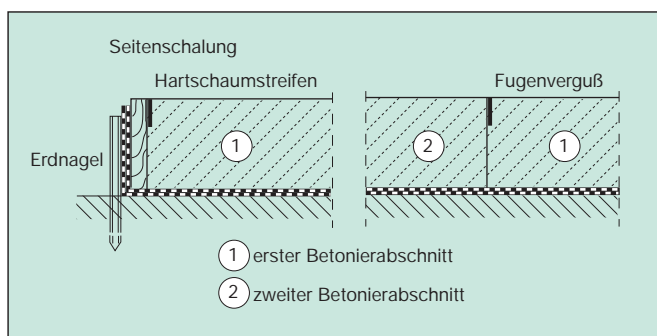 Seitenschalung
Hartschaumstreifen
Fugenverguß
1
2
1
Erdnagel
1 erster Betonierabschnitt
2 zweiter Betonierabschnitt